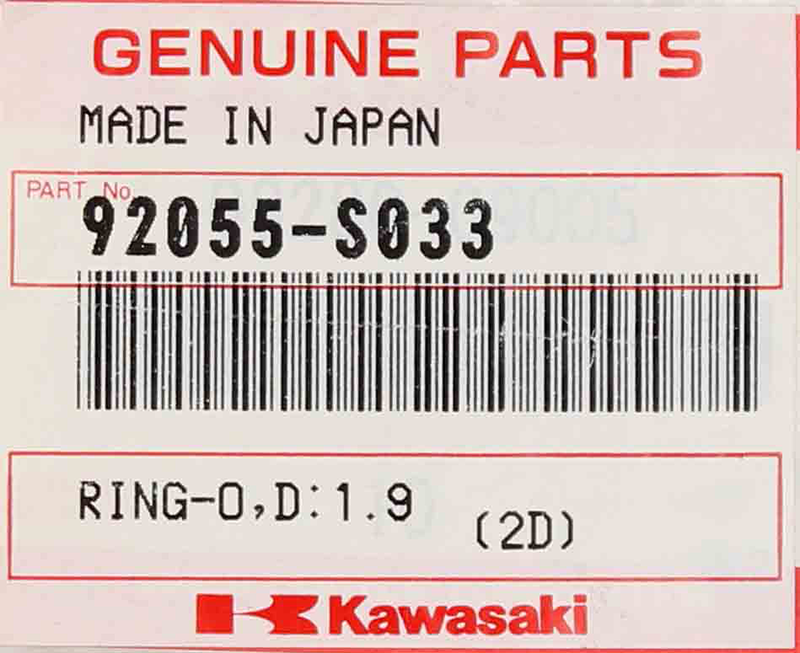 GENUINE PARTS
MADE IN JAPAN
PART No.
92055-S033
RING-O,D:1.9
(2D)
Kawasaki